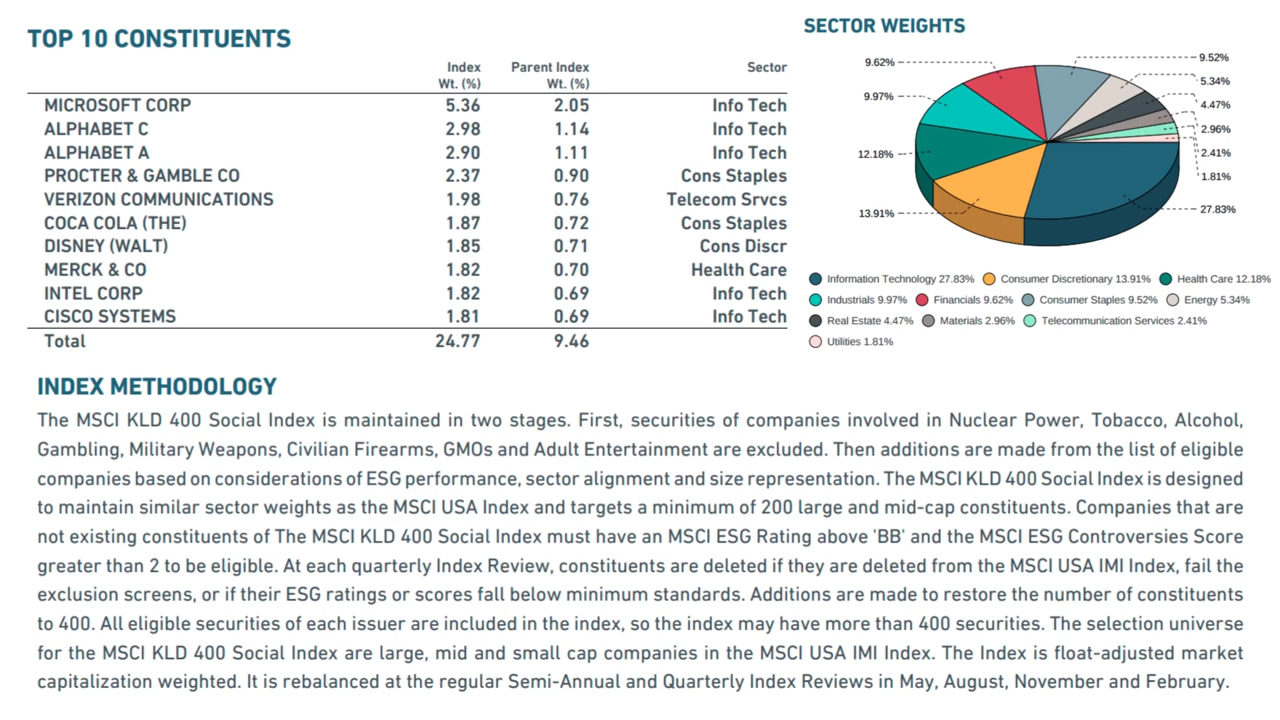 TOP 10 CONSTITUENTS
Index Parent Index Sector
Wt. (%) Wt. (%)
MICROSOFT CORP 5.36 2.05 Info Tech
ALPHABET C 2.98 1.14 Info Tech
ALPHABET A 2.90 1.11 Info Tech
PROCTER & GAMBLE CO 2.37 0.90 Cons Staples
VERIZON COMMUNICATIONS 1.98 0.76 Telecom Srvcs
COCA COLA (THE) 1.87 0.72 Cons Staples
DISNEY (WALT) 1.85 0.71 Cons Discr
MERCK & CO 1.82 0.70 Health Care
INTEL CORP 1.82 0.69 Info Tech
CISCO SYSTEMS 1.81 0.69 Info Tech
Total 24.77 9.46
SECTOR WEIGHTS
9.62%
9.97%
12.18%
13.91%
9.52%
5.34%
4.47%
2.96%
2.41%
1.81%
27.83%
Information Technology 27.83% Consumer Discretionary 13.91% Health Care 12.18%
Industrials 9.97% Financials 9.62% Consumer Staples 9.52% Energy 5.34%
Real Estate 4.47% Materials 2.96% Telecommunication Services 2.41%
Utilities 1.81%
INDEX METHODOLOGY
The MSCI KLD 400 Social Index is maintained in two stages. First, securities of companies involved in Nuclear Power, Tobacco, Alcohol,
Gambling, Military Weapons, Civilian Firearms, GMOs and Adult Entertainment are excluded. Then additions are made from the list of eligible
companies based on considerations of ESG performance, sector alignment and size representation. The MSCI KLD 400 Social Index is designed
to maintain similar sector weights as the MSCI USA Index and targets a minimum of 200 large and mid-cap constituents. Companies that are
not existing constituents of The MSCI KLD 400 Social Index must have an MSCI ESG Rating above 'BB' and the MSCI ESG Controversies Score
greater than 2 to be eligible. At each quarterly Index Review, constituents are deleted if they are deleted from the MSCI USA IMI Index, fail the
exclusion screens, or if their ESG ratings or scores fall below minimum standards. Additions are made to restore the number of constituents
to 400. All eligible securities of each issuer are included in the index, so the index may have more than 400 securities. The selection universe
for the MSCI KLD 400 Social Index are large, mid and small cap companies in the MSCI USA IMI Index. The Index is float-adjusted market
capitalization weighted. It is rebalanced at the regular Semi-Annual and Quarterly Index Reviews in May, August, November and February.